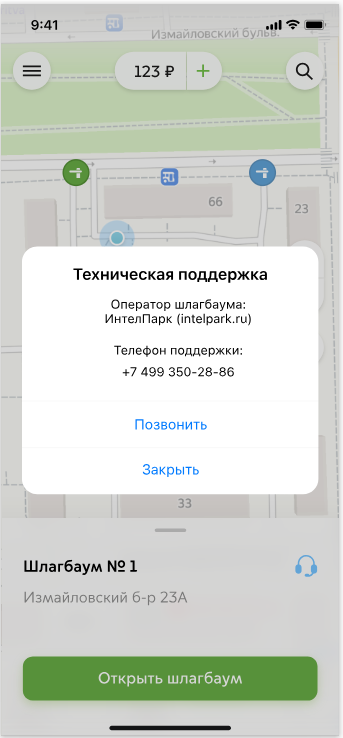 9:41
Измайловский бульв.
123 ₽ +
66
23
Техническая поддержка
Оператор шлагбаума:
ИнтелПарк (intelpark.ru)
Телефон поддержки:
+7 499 350-28-86
Позвонить
Закрыть
33
Шлагбаум № 1
Измайловский б-р 23А
Открыть шлагбаум